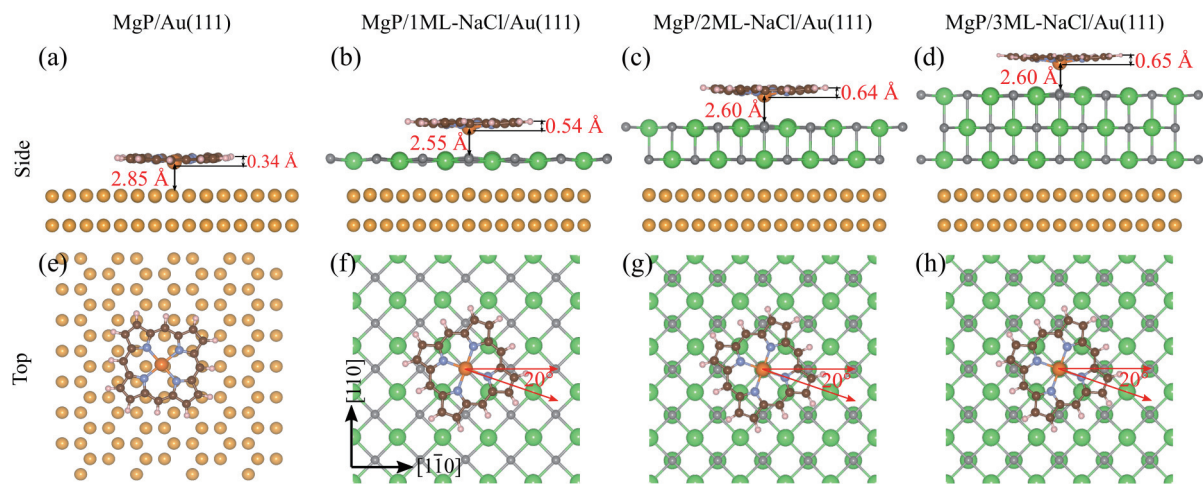 MgP/Au(111) MgP/1ML-NaCl/Au(111) MgP/2ML-NaCl/Au(111) MgP/3ML-NaCl/Au(111)
(a) (b) (c) (d)
Side
0.34 Å
2.85 Å
0.54 Å
2.55 Å
0.64 Å
2.60 Å
0.65 Å
2.60 Å
(e) (f) (g) (h)
Top
20°
20°
20°
[110]
[11̄0]